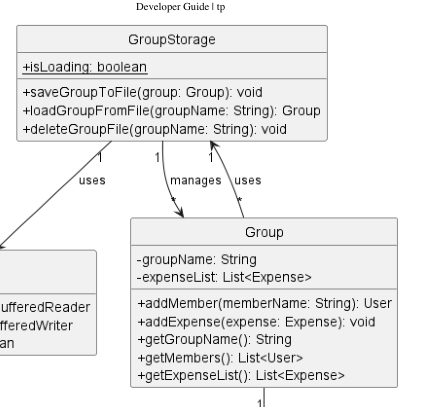 Developer Guide | tp
GroupStorage
+isLoading: boolean
+saveGroupToFile(group: Group): void
+loadGroupFromFile(groupName: String): Group
+deleteGroupFile(groupName: String): void
1
1
1
uses
manages
uses
*
*
Group
-groupName: String
-expenseList: List<Expense>
ufferedReader
fferedWriter
an
+addMember(memberName: String): User
+addExpense(expense: Expense): void
+getGroupName(): String
+getMembers(): List<User>
+getExpenseList(): List<Expense>
1